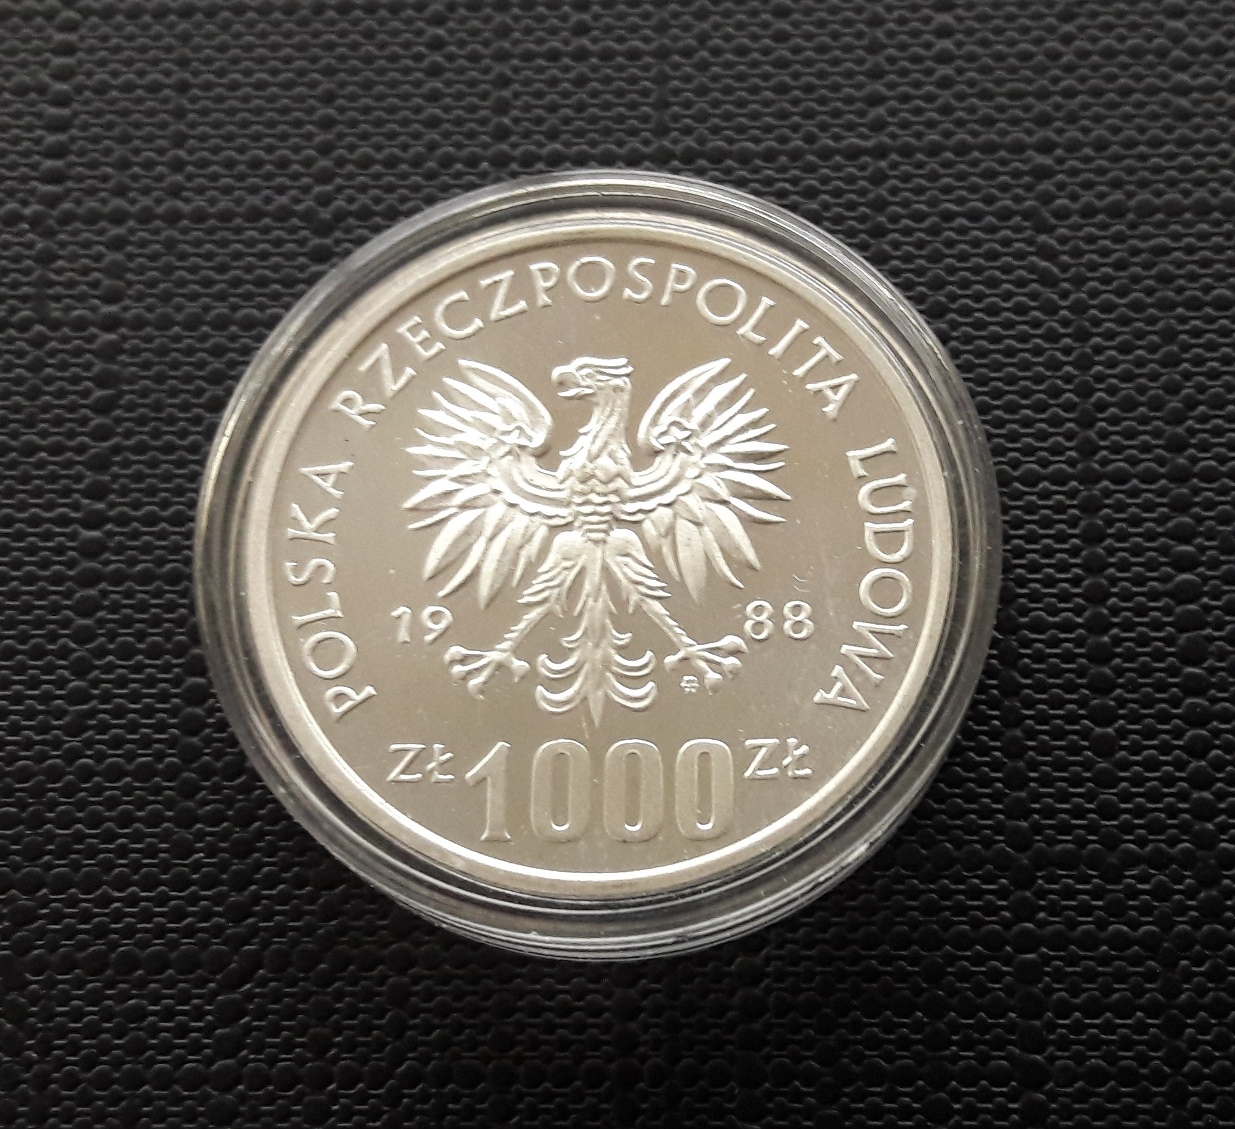 POLSKA RZECZPOSPOLITA LUDOWA
19 88
ZŁ 1000 ZŁ